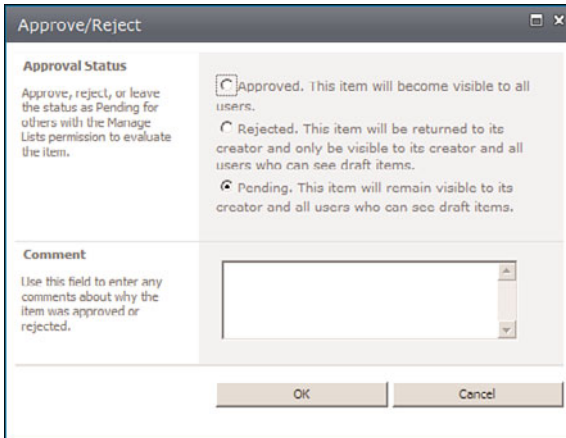 Approve/Reject
Approval Status
Approve, reject, or leave
the status as Pending for
others with the Manage
Lists permission to evaluate
the item.
Approved. This item will become visible to all
users.
Rejected. This item will be returned to its
creator and only be visible to its creator and all
users who can see draft items.
Pending. This item will remain visible to its
creator and all users who can see draft items.
Comment
Use this field to enter any
comments about why the
item was approved or
rejected.
OK
Cancel